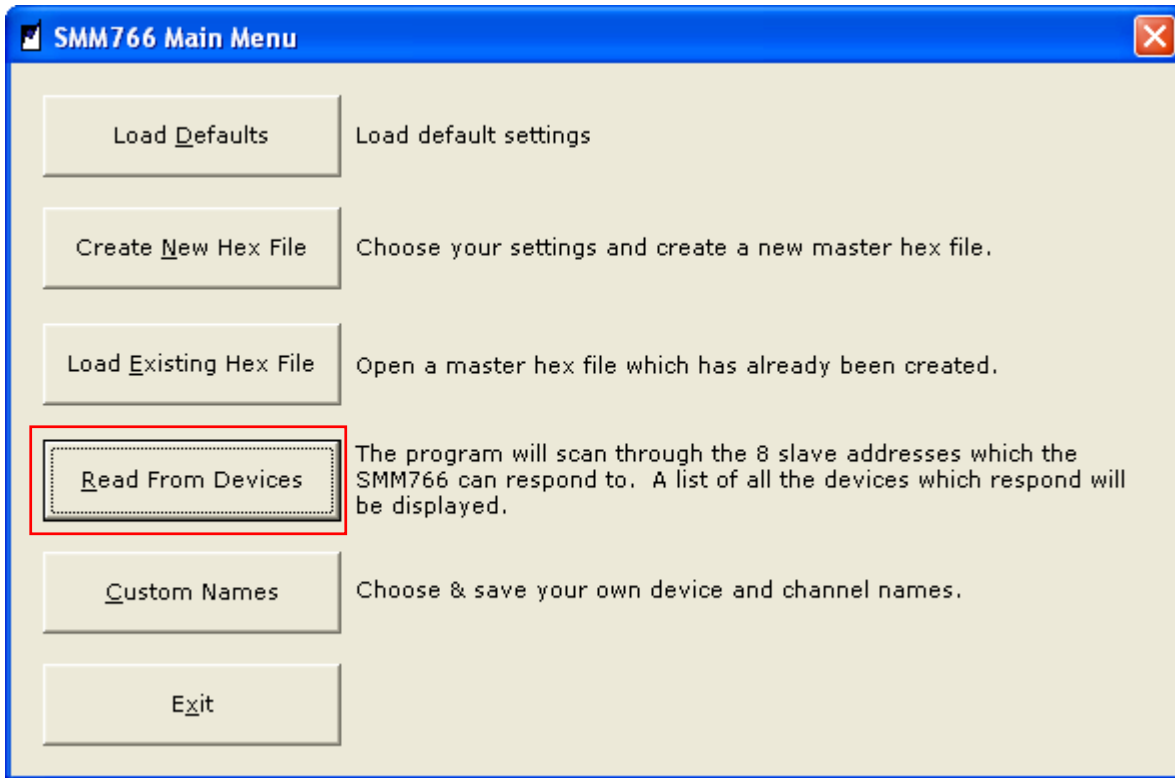 SMM766 Main Menu
Load Defaults
Load default settings
Create New Hex File
Choose your settings and create a new master hex file.
Load Existing Hex File
Open a master hex file which has already been created.
Read From Devices
The program will scan through the 8 slave addresses which the
SMM766 can respond to.  A list of all the devices which respond will
be displayed.
Custom Names
Choose & save your own device and channel names.
Exit